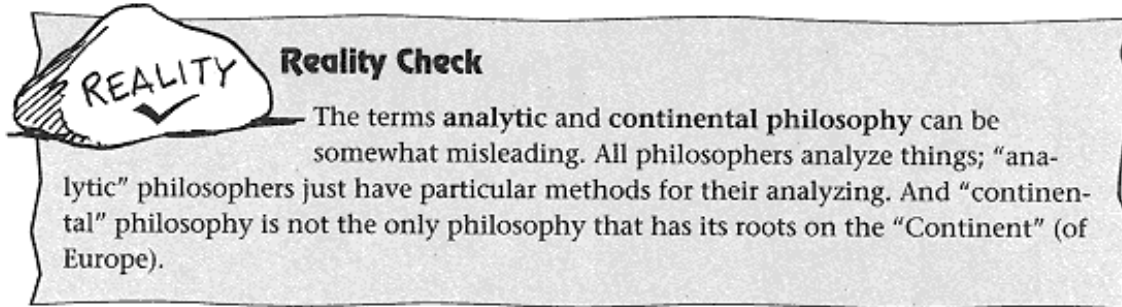 REALITY
Reality Check
The terms analytic and continental philosophy can be
somewhat misleading. All philosophers analyze things; "ana-
lytic" philosophers just have particular methods for their analyzing. And "continen-
tal" philosophy is not the only philosophy that has its roots on the "Continent" (of
Europe).